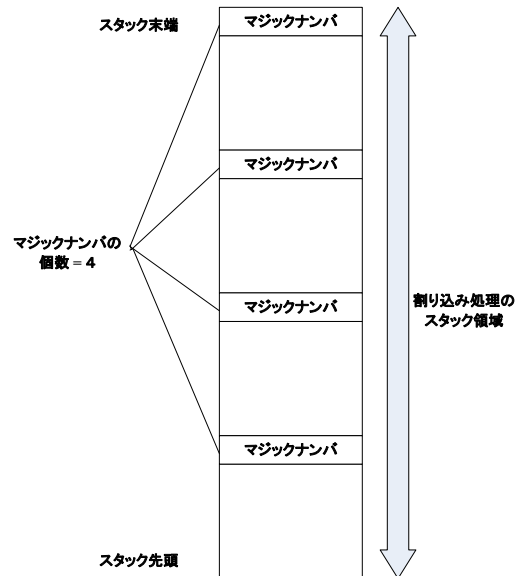 スタック末端
マジックナンバ
マジックナンバ
マジックナンバの
個数 = 4
マジックナンバ
割り込み処理の
スタック領域
マジックナンバ
スタック先頭